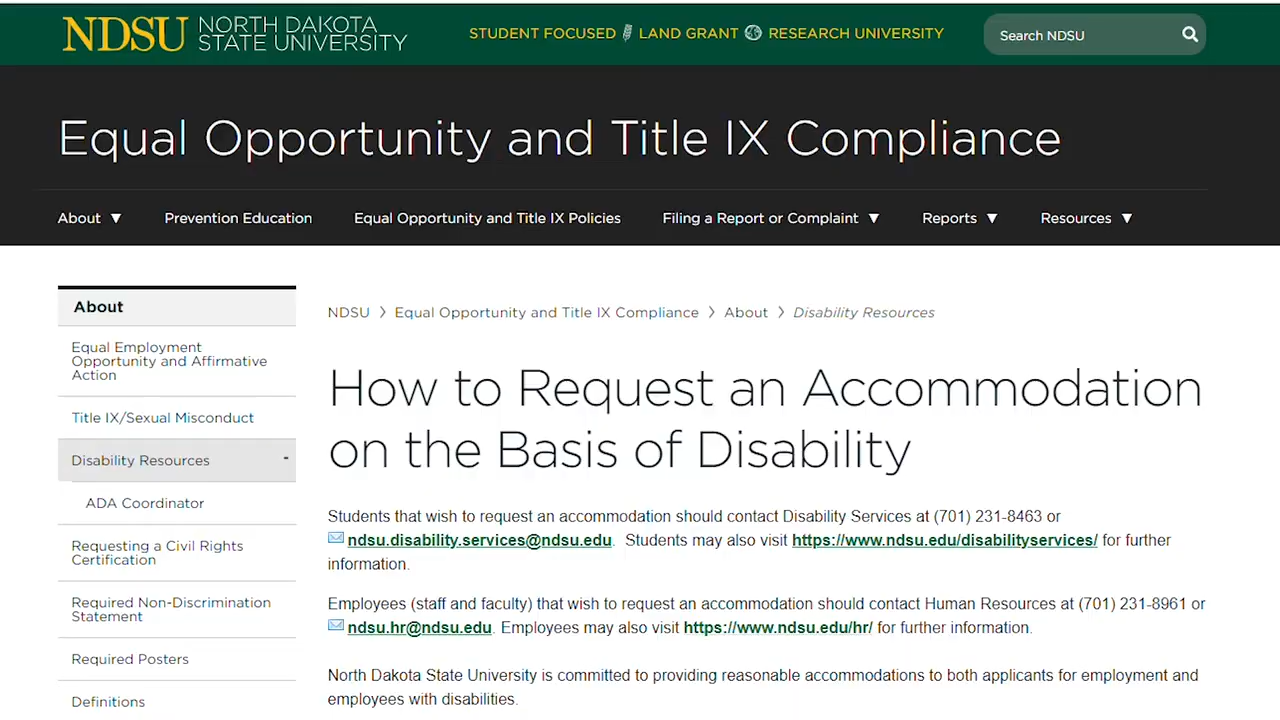 NDSU NORTH DAKOTA STATE UNIVERSITY
STUDENT FOCUSED LAND GRANT RESEARCH UNIVERSITY
Search NDSU
Equal Opportunity and Title IX Compliance
About ▼ Prevention Education Equal Opportunity and Title IX Policies Filing a Report or Complaint ▼ Reports ▼ Resources ▼
About
Equal Employment
Opportunity and Affirmative
Action
Title IX/Sexual Misconduct
Disability Resources -
ADA Coordinator
Requesting a Civil Rights
Certification
Required Non-Discrimination
Statement
Required Posters
Definitions
NDSU > Equal Opportunity and Title IX Compliance > About > Disability Resources
How to Request an Accommodation
on the Basis of Disability
Students that wish to request an accommodation should contact Disability Services at (701) 231-8463 or
ndsu.disability.services@ndsu.edu. Students may also visit https://www.ndsu.edu/disabilityservices/ for further
information.
Employees (staff and faculty) that wish to request an accommodation should contact Human Resources at (701) 231-8961 or
ndsu.hr@ndsu.edu. Employees may also visit https://www.ndsu.edu/hr/ for further information.
North Dakota State University is committed to providing reasonable accommodations to both applicants for employment and
employees with disabilities.